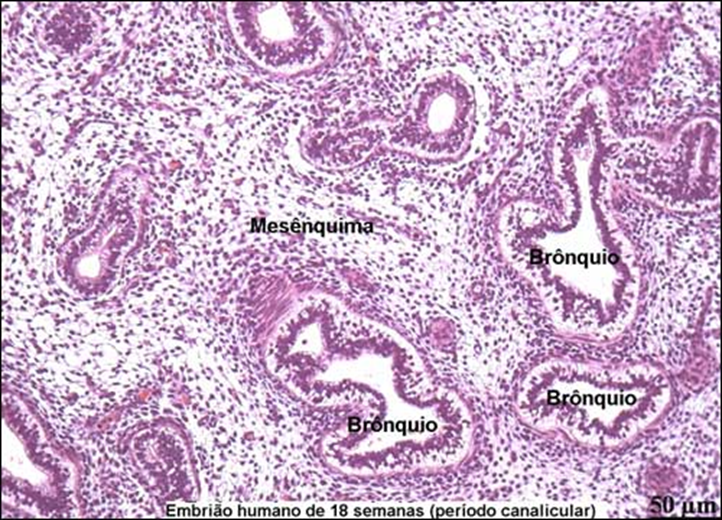 Mesênquima
Brônquio
Brônquio
Brônquio
Embrião humano de 18 semanas (período canalicular)
50 µm